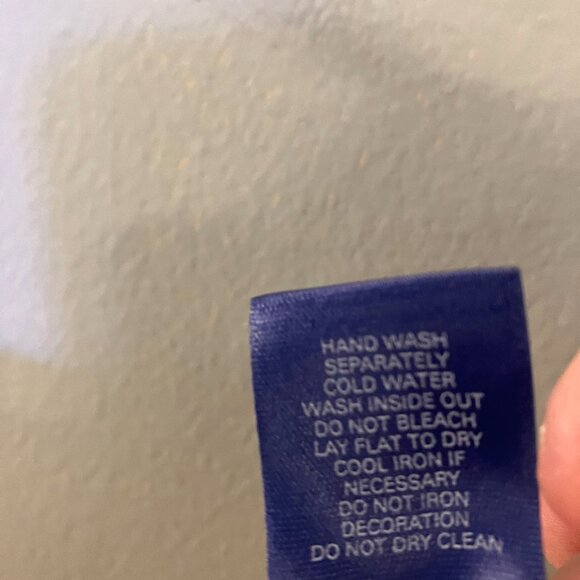 HAND WASH
SEPARATELY
COLD WATER
WASH INSIDE OUT
DO NOT BLEACH
LAY FLAT TO DRY
COOL IRON IF
NECESSARY
DO NOT IRON
DECORATION
DO NOT DRY CLEAN